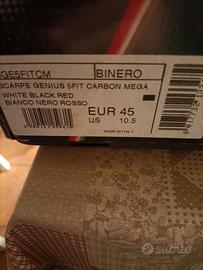 GE5FITCM BINERO
SCARPE GENIUS 5FIT CARBON MEGA
WHITE BLACK RED
BIANCO NERO ROSSO
EUR 45
US 10.5
MADE IN ITALY
subito